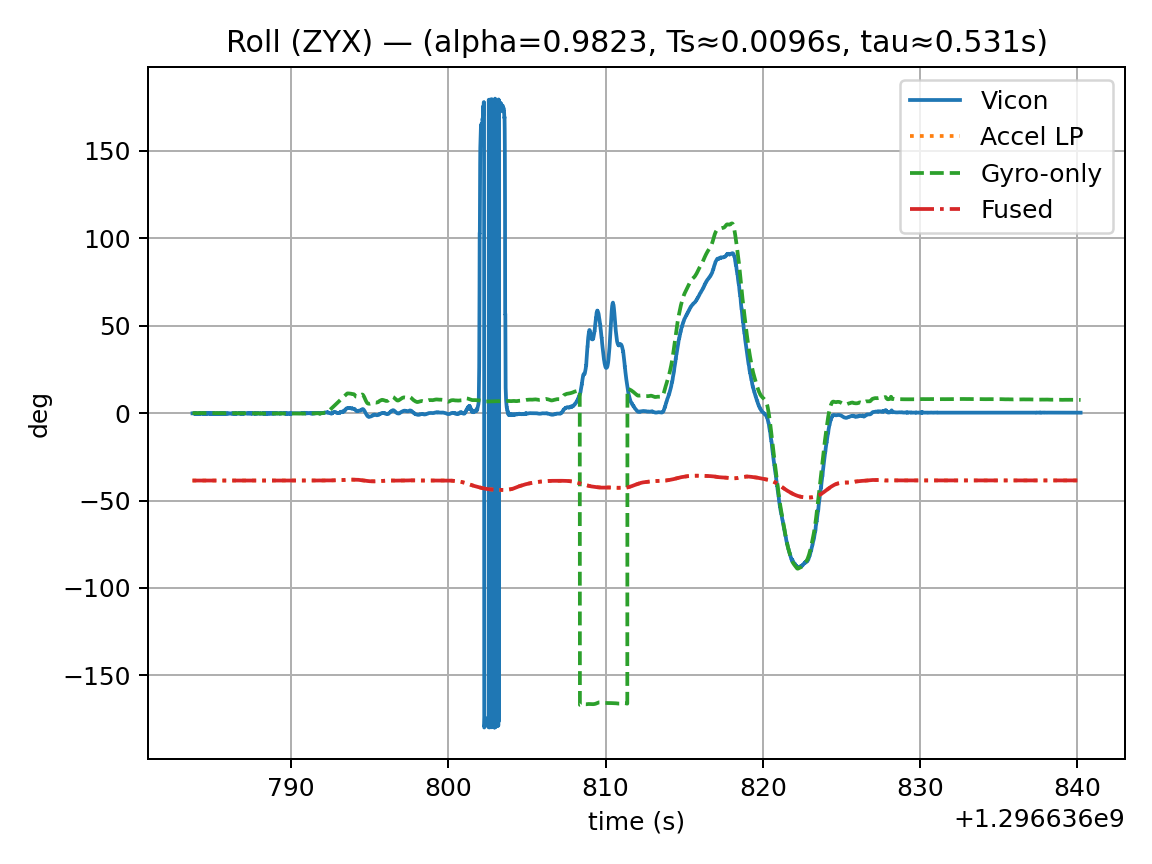 Roll (ZYX) — (alpha=0.9823, Ts≈0.0096s, tau≈0.531s)
Vicon
Accel LP
Gyro-only
Fused
150
100
50
0
−50
−100
−150
deg
790 800 810 820 830 840
time (s)
+1.296636e9